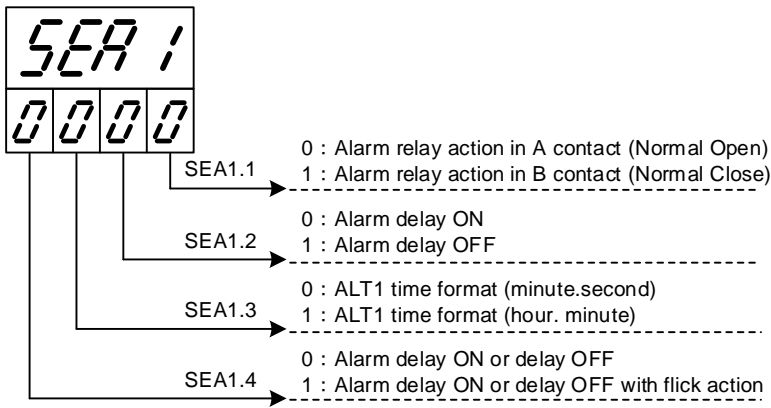 SEA1
0000
0 : Alarm relay action in A contact (Normal Open)
SEA1.1
1 : Alarm relay action in B contact (Normal Close)
0 : Alarm delay ON
SEA1.2
1 : Alarm delay OFF
0 : ALT1 time format (minute.second)
SEA1.3
1 : ALT1 time format (hour. minute)
0 : Alarm delay ON or delay OFF
SEA1.4
1 : Alarm delay ON or delay OFF with flick action